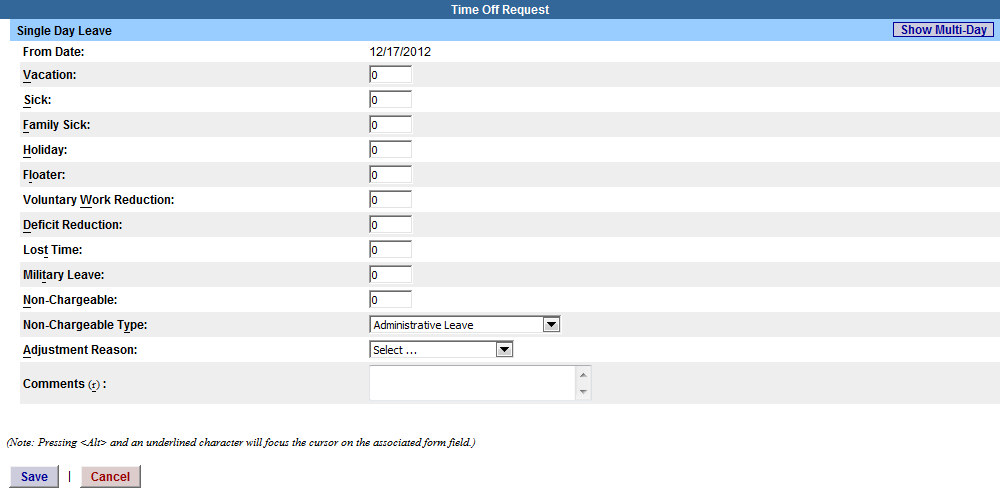 Time Off Request
Single Day Leave Show Multi-Day
From Date: 12/17/2012
Vacation: 0
Sick: 0
Family Sick: 0
Holiday: 0
Floater: 0
Voluntary Work Reduction: 0
Deficit Reduction: 0
Lost Time: 0
Military Leave: 0
Non-Chargeable: 0
Non-Chargeable Type: Administrative Leave
Adjustment Reason: Select ...
Comments (r) :
(Note: Pressing <Alt> and an underlined character will focus the cursor on the associated form field.)
Save | Cancel